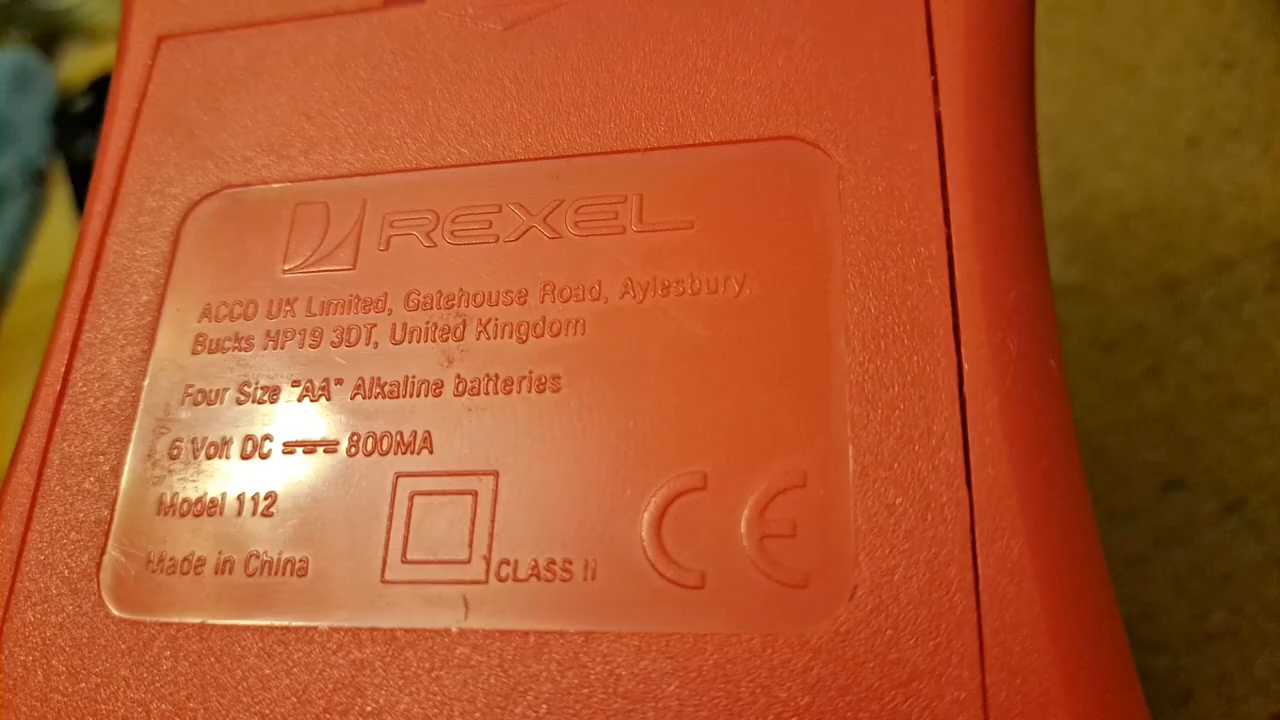 REXEL
ACCO UK Limited, Gatehouse Road, Aylesbury,
Bucks HP19 3DT, United Kingdom
Four Size "AA" Alkaline batteries
6 Volt DC ⎓ 800MA
Model 112
Made in China
CLASS II
CE